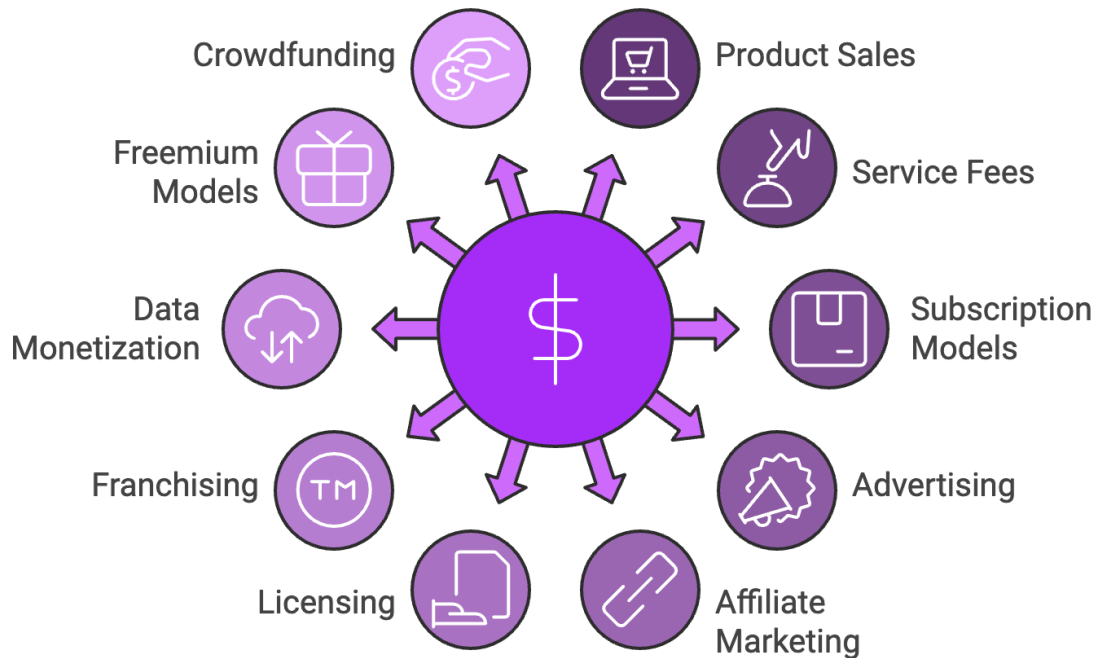 Crowdfunding
Product Sales
Freemium
Models
Service Fees
Data
Monetization
$
Subscription
Models
Franchising
TM
Advertising
Licensing
Affiliate
Marketing
$